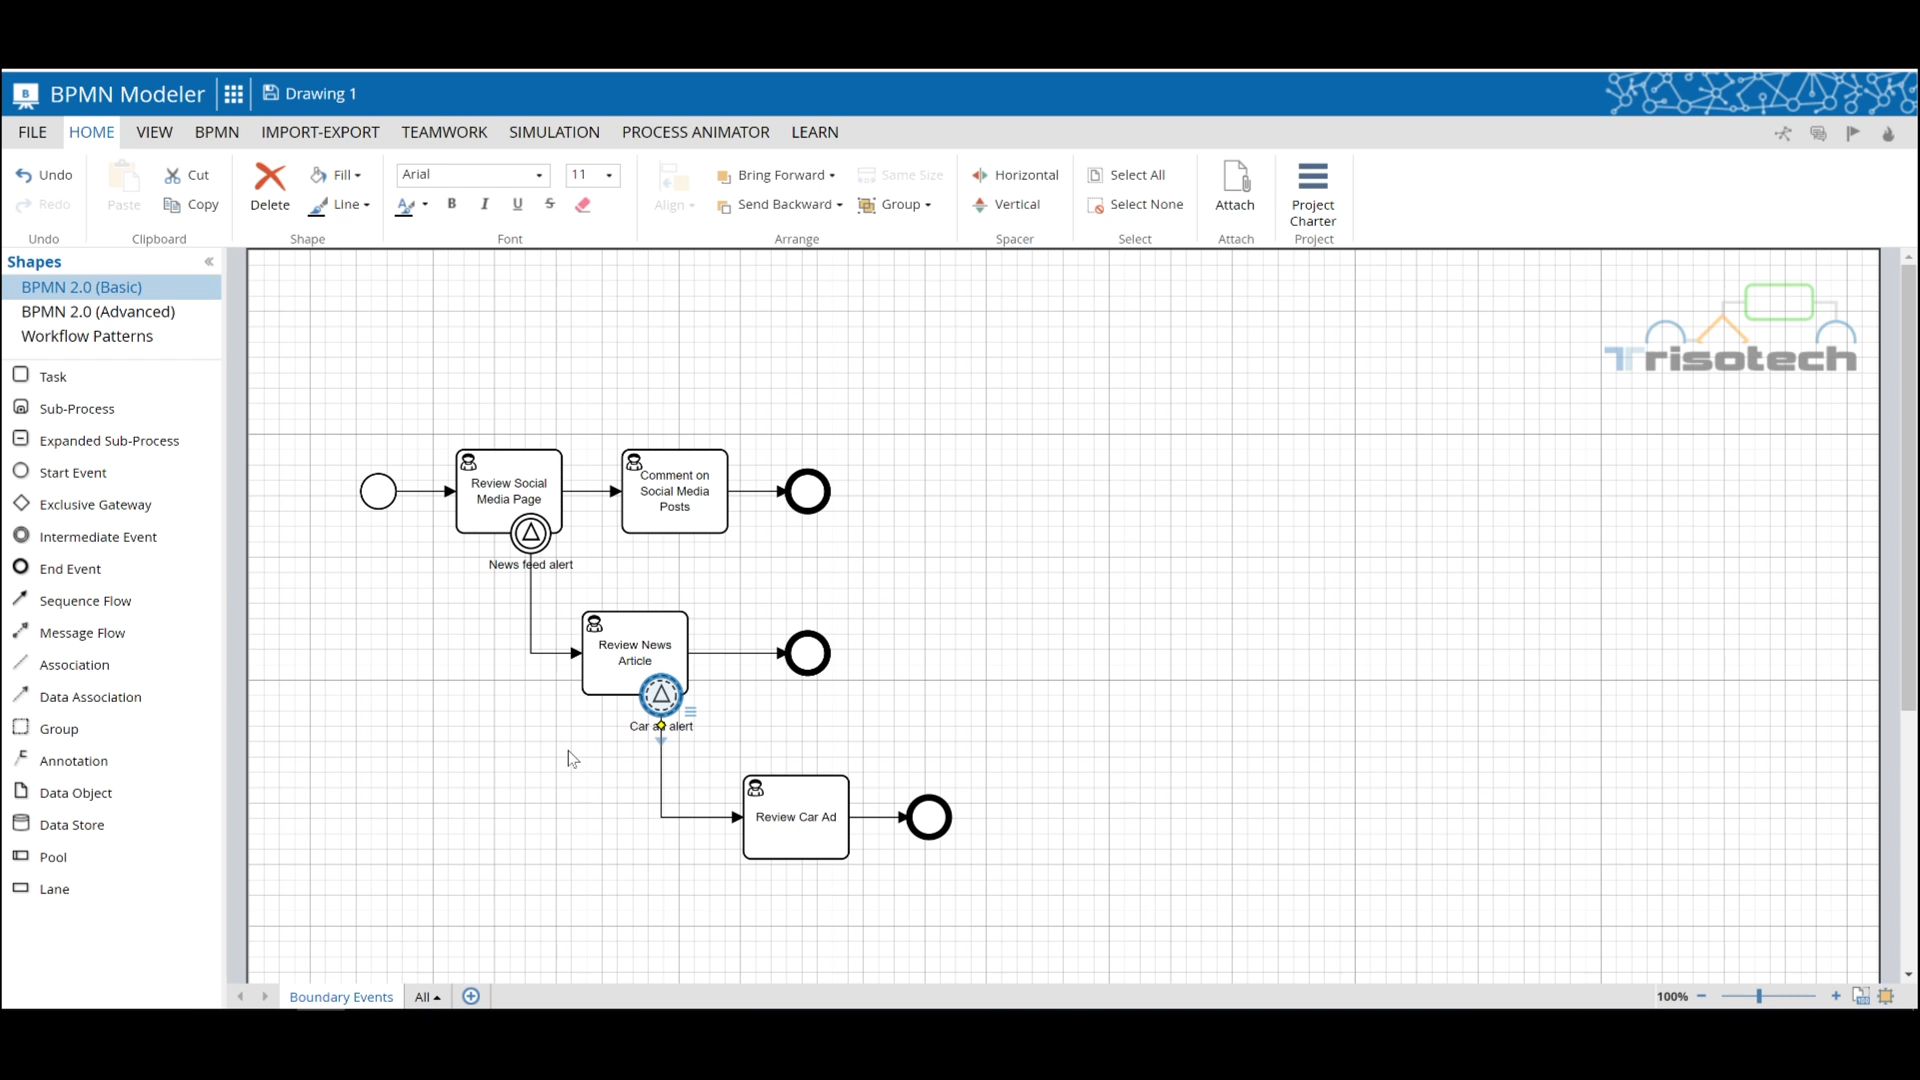 BPMN Modeler
Drawing 1
FILE HOME VIEW BPMN IMPORT-EXPORT TEAMWORK SIMULATION PROCESS ANIMATOR LEARN
Undo
Redo
Undo
Paste
Cut
Copy
Clipboard
Delete
Fill
Line
Shape
Arial
11
A B I U S
Font
Align
Bring Forward
Send Backward
Same Size
Group
Arrange
Horizontal
Vertical
Spacer
Select All
Select None
Select
Attach
Attach
Project
Charter
Project
Shapes
BPMN 2.0 (Basic)
BPMN 2.0 (Advanced)
Workflow Patterns
Task
Sub-Process
Expanded Sub-Process
Start Event
Exclusive Gateway
Intermediate Event
End Event
Sequence Flow
Message Flow
Association
Data Association
Group
Annotation
Data Object
Data Store
Pool
Lane
Trisotech
Review Social
Media Page
Comment on
Social Media
Posts
News feed alert
Review News
Article
Car ad alert
Review Car Ad
Boundary Events
All
100%